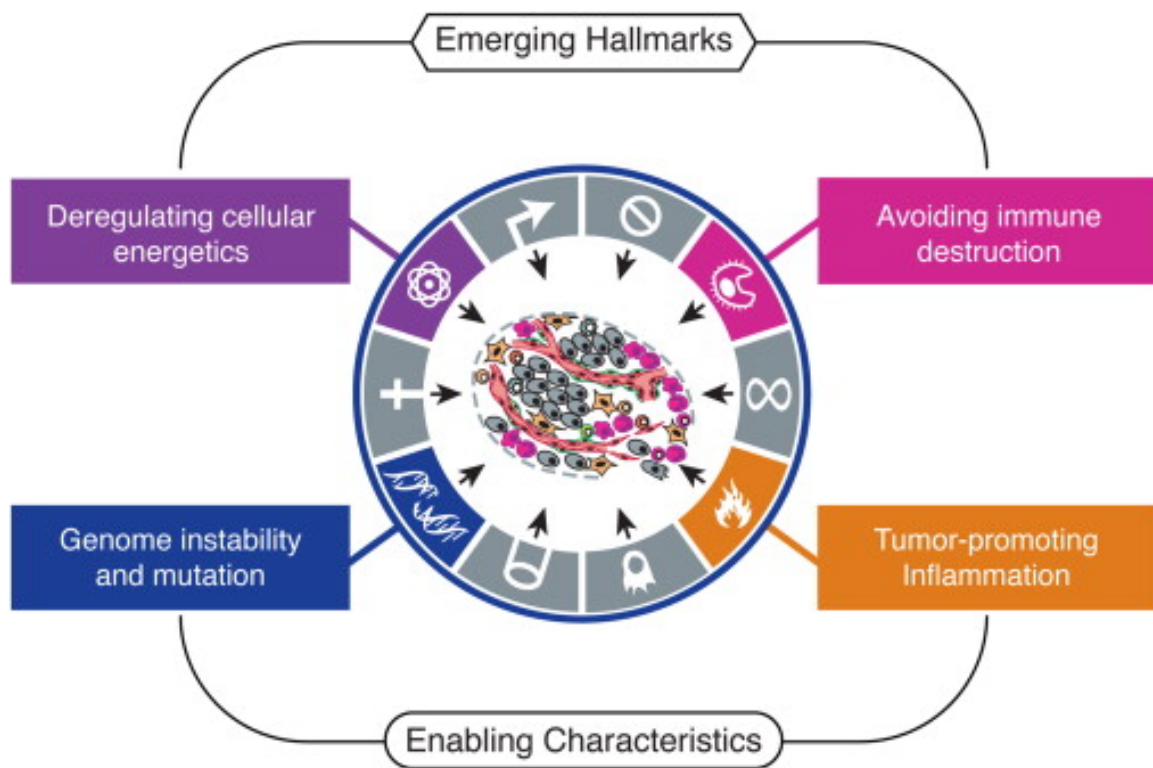 Emerging Hallmarks
Deregulating cellular
energetics
Avoiding immune
destruction
Genome instability
and mutation
Tumor-promoting
Inflammation
Enabling Characteristics